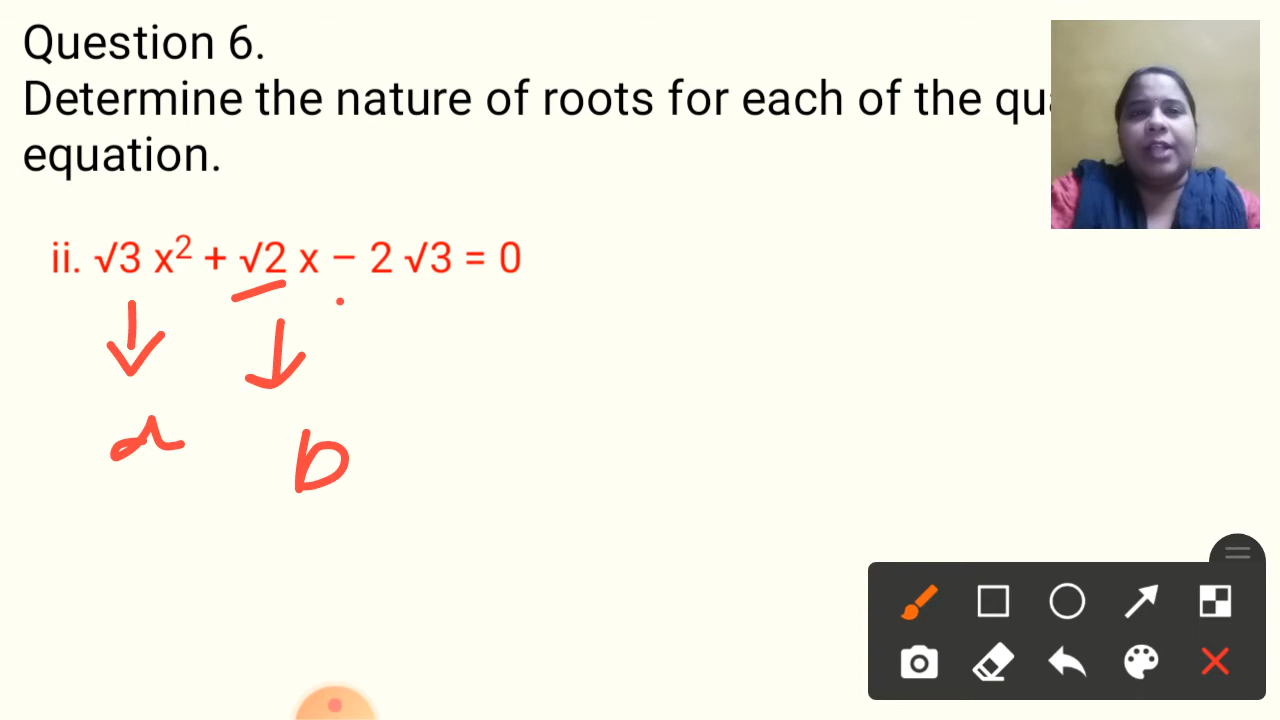 Question 6.
Determine the nature of roots for each of the
equation.
ii. √3 x² + √2 x – 2 √3 = 0
a b